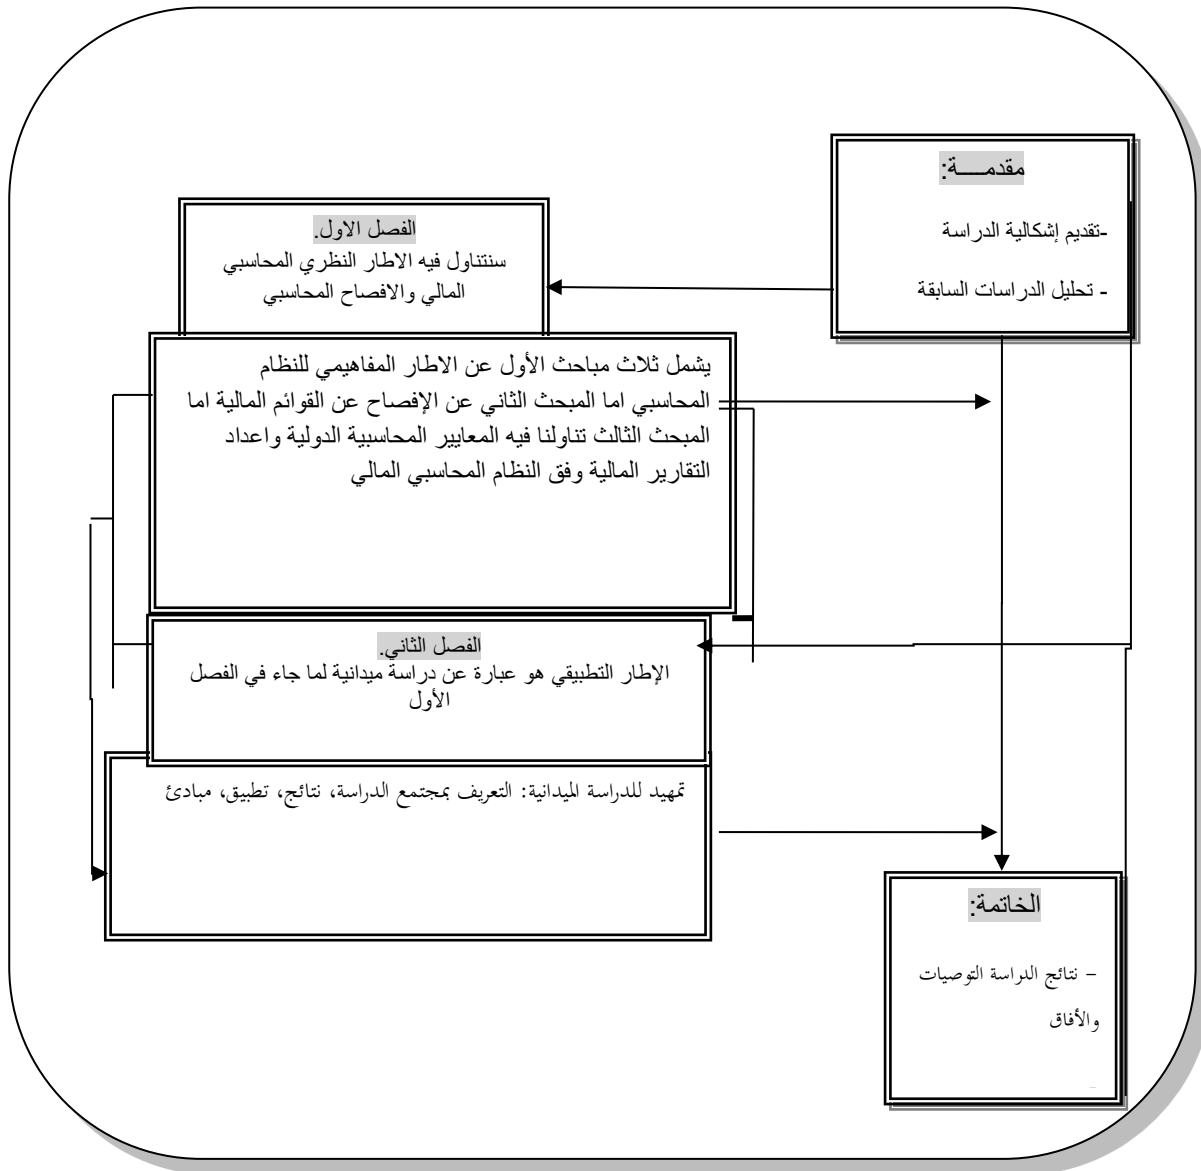 مقدمـــــة:
-تقديم إشكالية الدراسة
- تحليل الدراسات السابقة
الفصل الاول.
سنتناول فيه الاطار النظري المحاسبي
المالي والافصاح المحاسبي
يشمل ثلاث مباحث الأول عن الاطار المفاهيمي للنظام
المحاسبي اما المبحث الثاني عن الإفصاح عن القوائم المالية اما
المبحث الثالث تناولنا فيه المعايير المحاسبية الدولية واعداد
التقارير المالية وفق النظام المحاسبي المالي
الفصل الثاني.
الإطار التطبيقي هو عبارة عن دراسة ميدانية لما جاء في الفصل
الأول
تمهيد للدراسة الميدانية: التعريف بمجتمع الدراسة، نتائج، تطبيق، مبادئ
الخاتمة:
- نتائج الدراسة التوصيات
والأفاق
-